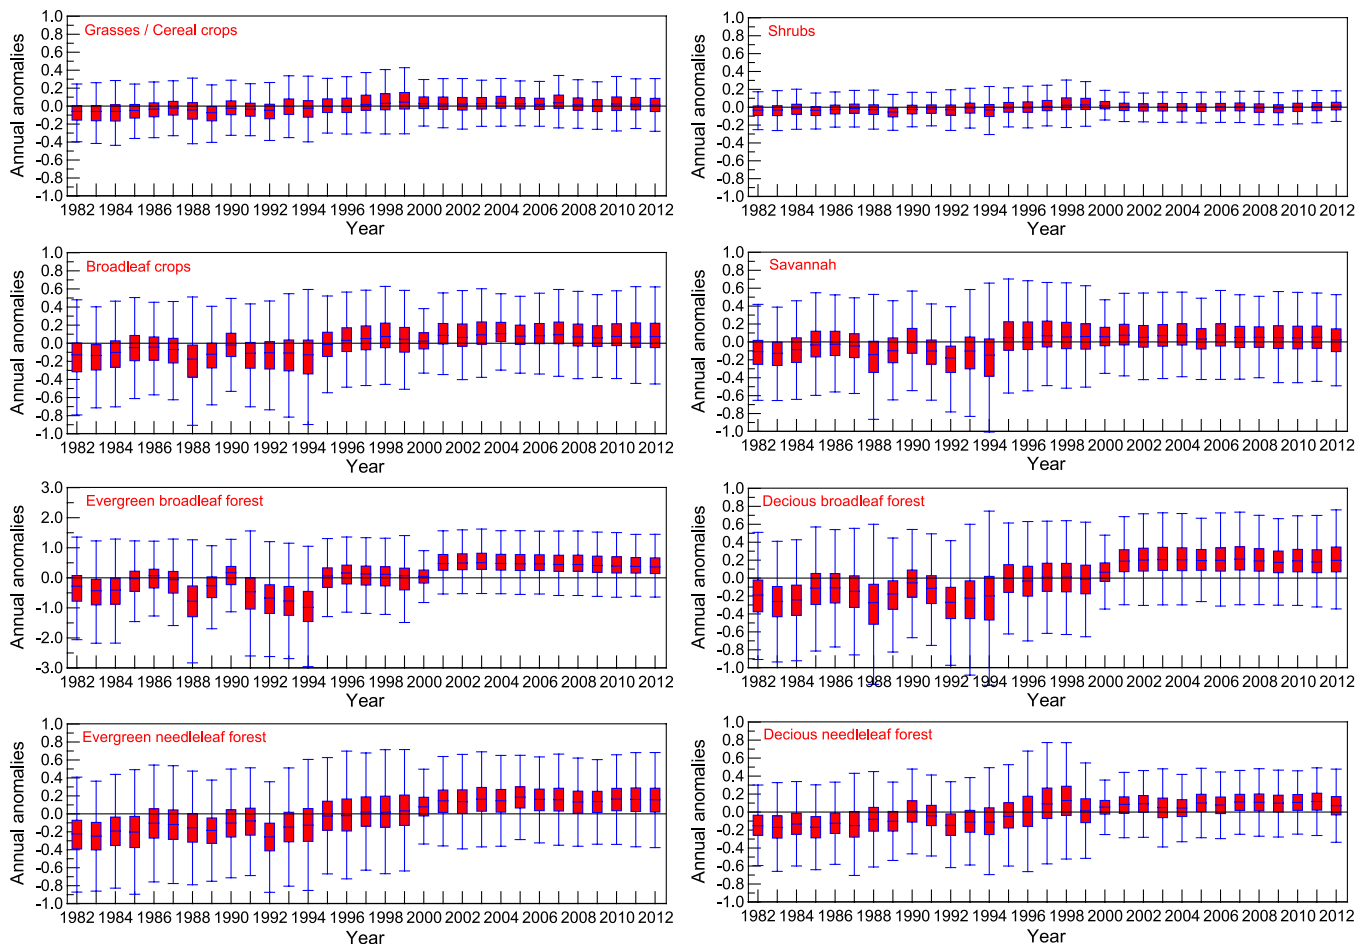 Grasses / Cereal crops
Annual anomalies
1.0
0.8
0.6
0.4
0.2
0.0
-0.2
-0.4
-0.6
-0.8
-1.0
1982 1984 1986 1988 1990 1992 1994 1996 1998 2000 2002 2004 2006 2008 2010 2012
Year
Shrubs
Annual anomalies
1.0
0.8
0.6
0.4
0.2
0.0
-0.2
-0.4
-0.6
-0.8
-1.0
1982 1984 1986 1988 1990 1992 1994 1996 1998 2000 2002 2004 2006 2008 2010 2012
Year
Broadleaf crops
Annual anomalies
1.0
0.8
0.6
0.4
0.2
0.0
-0.2
-0.4
-0.6
-0.8
-1.0
1982 1984 1986 1988 1990 1992 1994 1996 1998 2000 2002 2004 2006 2008 2010 2012
Year
Savannah
Annual anomalies
1.0
0.8
0.6
0.4
0.2
0.0
-0.2
-0.4
-0.6
-0.8
-1.0
1982 1984 1986 1988 1990 1992 1994 1996 1998 2000 2002 2004 2006 2008 2010 2012
Year
Evergreen broadleaf forest
Annual anomalies
3.0
2.0
1.0
0.0
-1.0
-2.0
-3.0
1982 1984 1986 1988 1990 1992 1994 1996 1998 2000 2002 2004 2006 2008 2010 2012
Year
Decious broadleaf forest
Annual anomalies
1.0
0.8
0.6
0.4
0.2
-0.0
-0.2
-0.4
-0.6
-0.8
-1.0
1982 1984 1986 1988 1990 1992 1994 1996 1998 2000 2002 2004 2006 2008 2010 2012
Year
Evergreen needleleaf forest
Annual anomalies
1.0
0.8
0.6
0.4
0.2
-0.0
-0.2
-0.4
-0.6
-0.8
-1.0
1982 1984 1986 1988 1990 1992 1994 1996 1998 2000 2002 2004 2006 2008 2010 2012
Year
Decious needleleaf forest
Annual anomalies
1.0
0.8
0.6
0.4
0.2
0.0
-0.2
-0.4
-0.6
-0.8
-1.0
1982 1984 1986 1988 1990 1992 1994 1996 1998 2000 2002 2004 2006 2008 2010 2012
Year